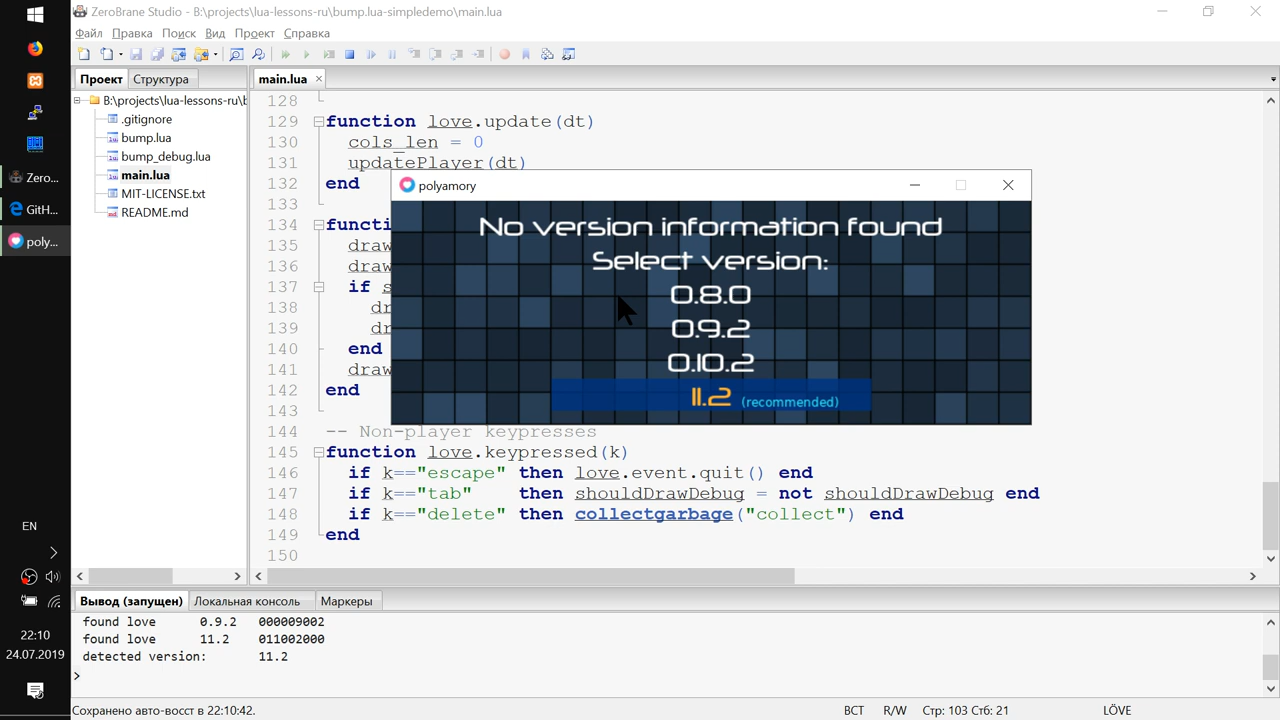 ZeroBrane Studio - B:\projects\lua-lessons-ru\bump.lua-simpledemo\main.lua
Файл Правка Поиск Вид Проект Справка
Проект Структура
main.lua
B:\projects\lua-lessons-ru\b
.gitignore
bump.lua
bump_debug.lua
main.lua
MIT-LICENSE.txt
README.md
128
129 function love.update(dt)
130 cols_len = 0
131 updatePlayer(dt)
132 end
133
134 functi
135 draw
136 draw
137 if s
138 dr
139 dr
140 end
141 draw
142 end
143
144 -- Non-player keypresses
145 function love.keypressed(k)
146 if k=="escape" then love.event.quit() end
147 if k=="tab" then shouldDrawDebug = not shouldDrawDebug end
148 if k=="delete" then collectgarbage("collect") end
149 end
150
polyamory
No version information found
Select version:
0.8.0
0.9.2
0.10.2
11.2 (recommended)
Zero...
GitH...
poly...
EN
22:10
24.07.2019
Вывод (запущен) Локальная консоль Маркеры
found love 0.9.2 000009002
found love 11.2 011002000
detected version: 11.2
>
Сохранено авто-восст в 22:10:42.
ВСТ R/W Стр: 103 Стб: 21 LÖVE